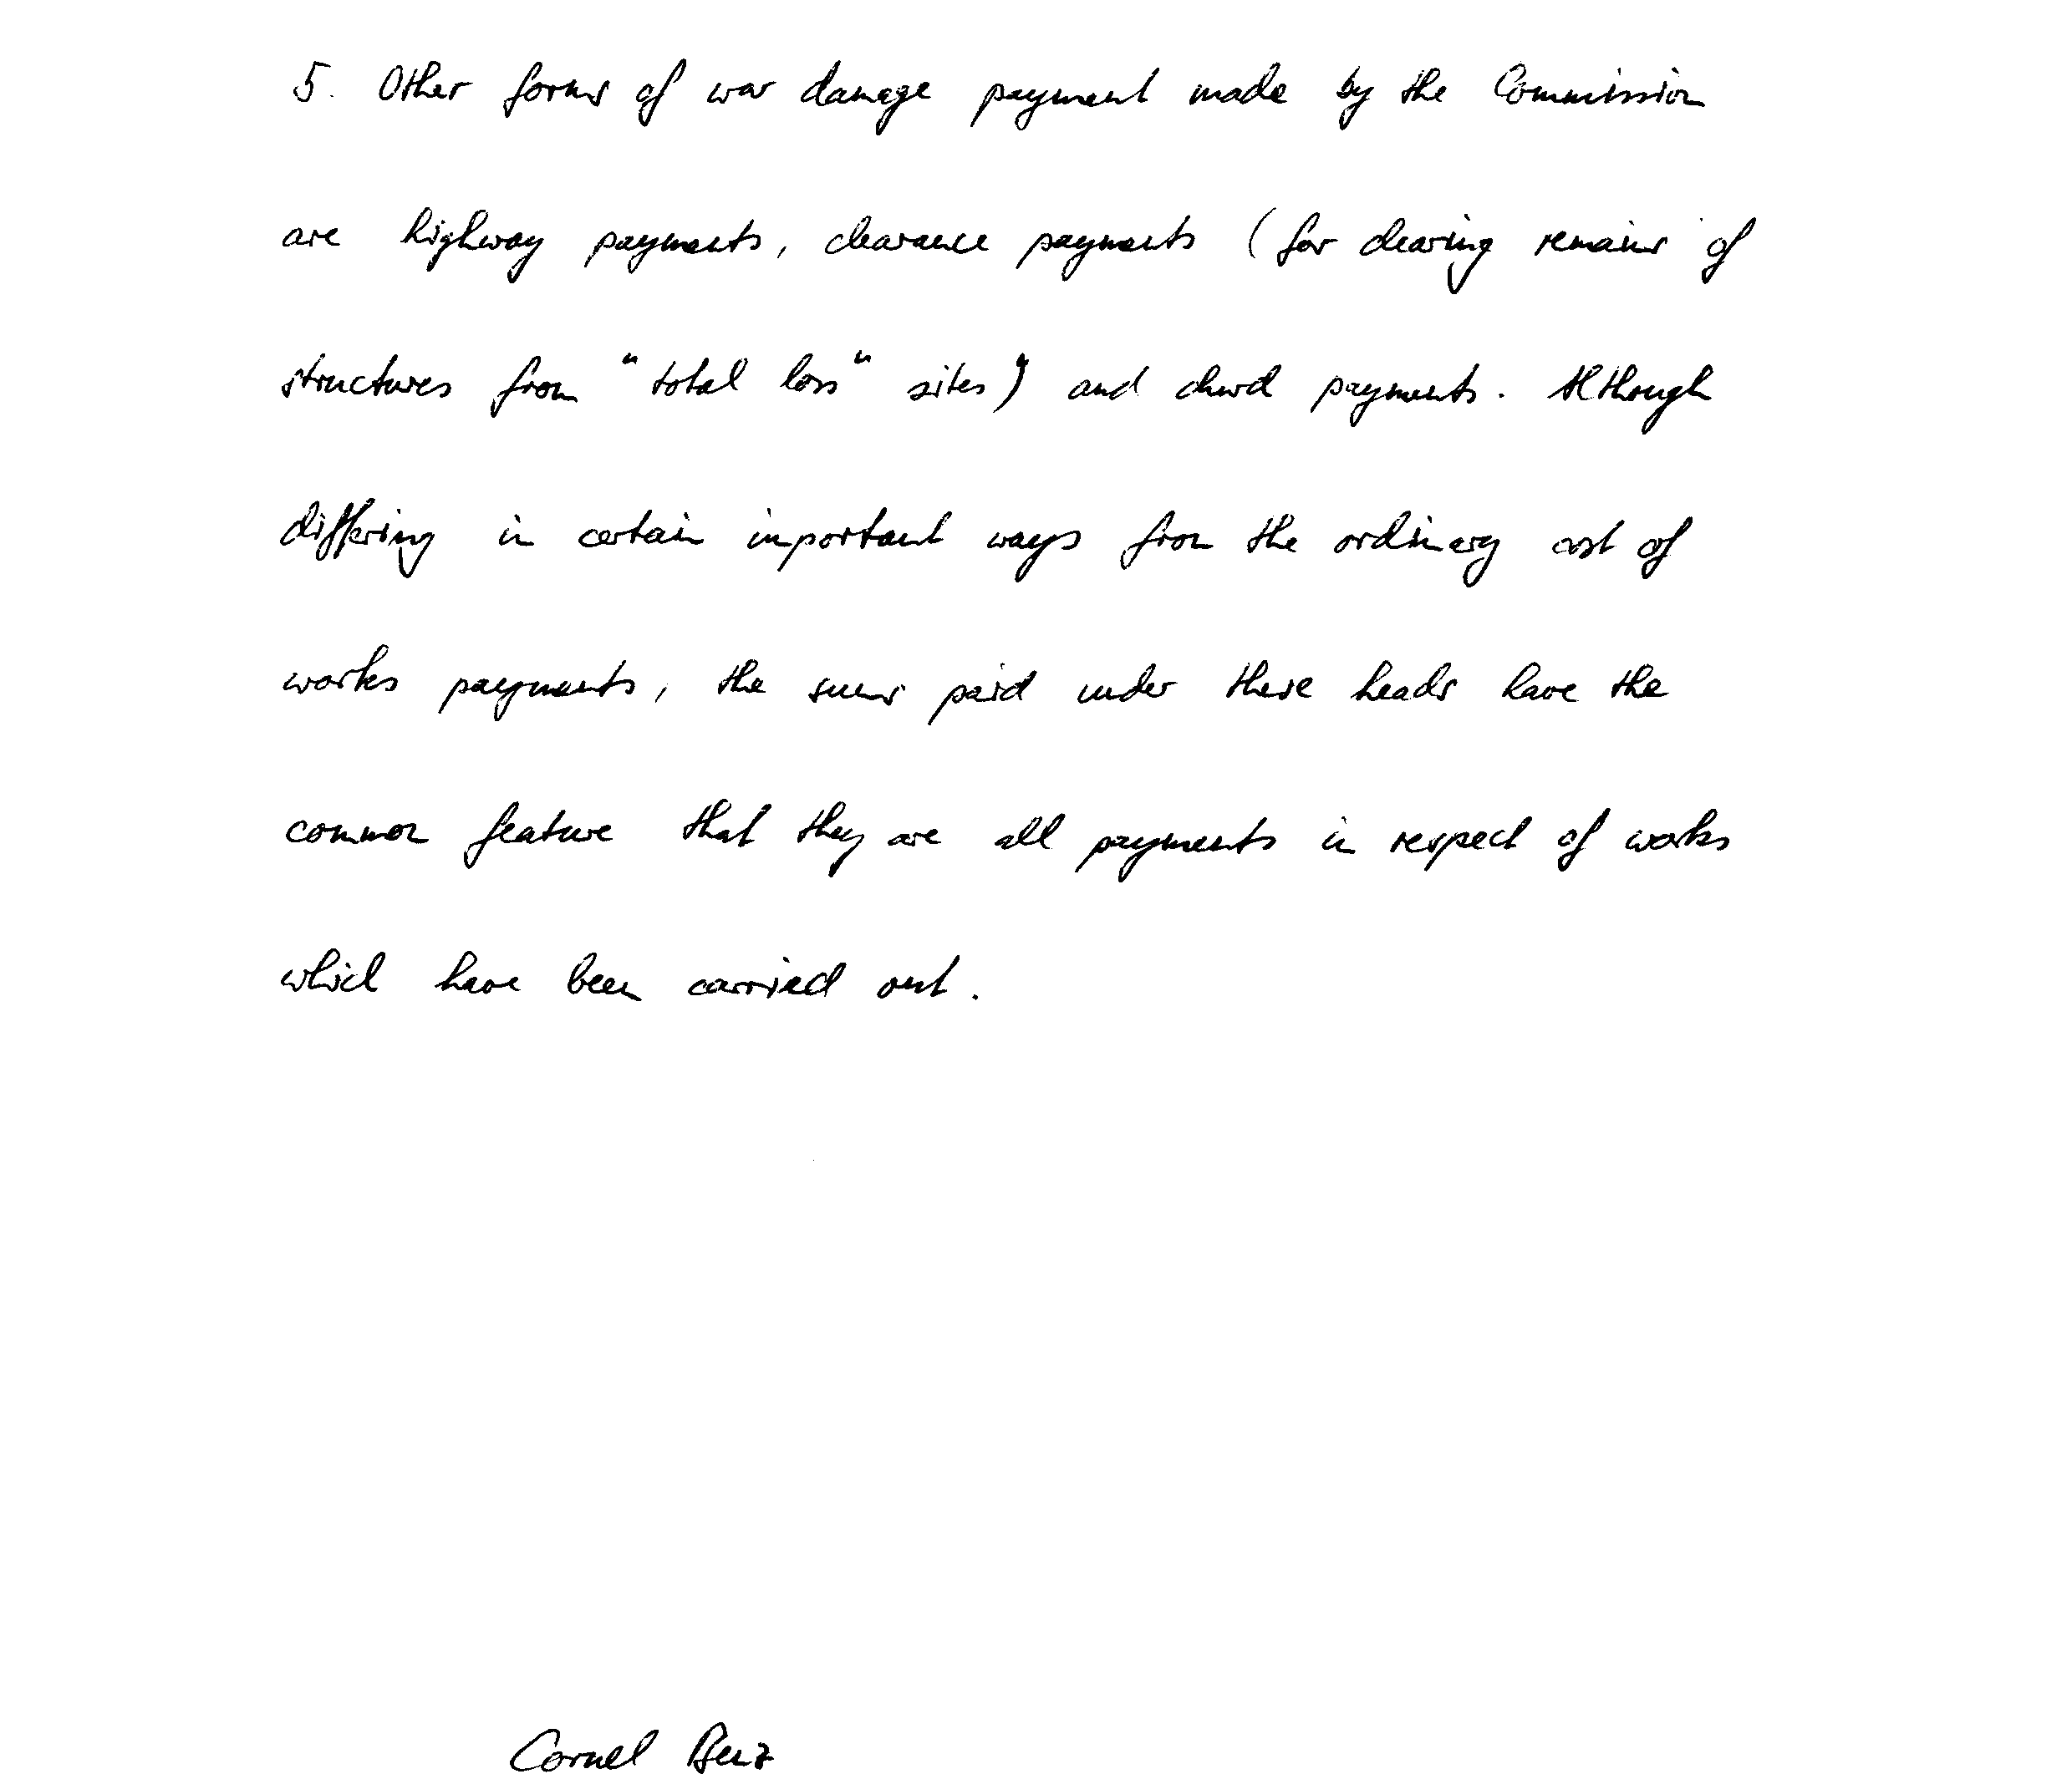 5. Other forms of war damage payment made by the Commission
are highway payments, clearance payments (for clearing remains of
structures from "total loss" sites) and church payments. Although
differing in certain important ways from the ordinary cost of
works payments, the sums paid under these heads have the
common feature that they are all payments in respect of works
which have been carried out.
Cornel